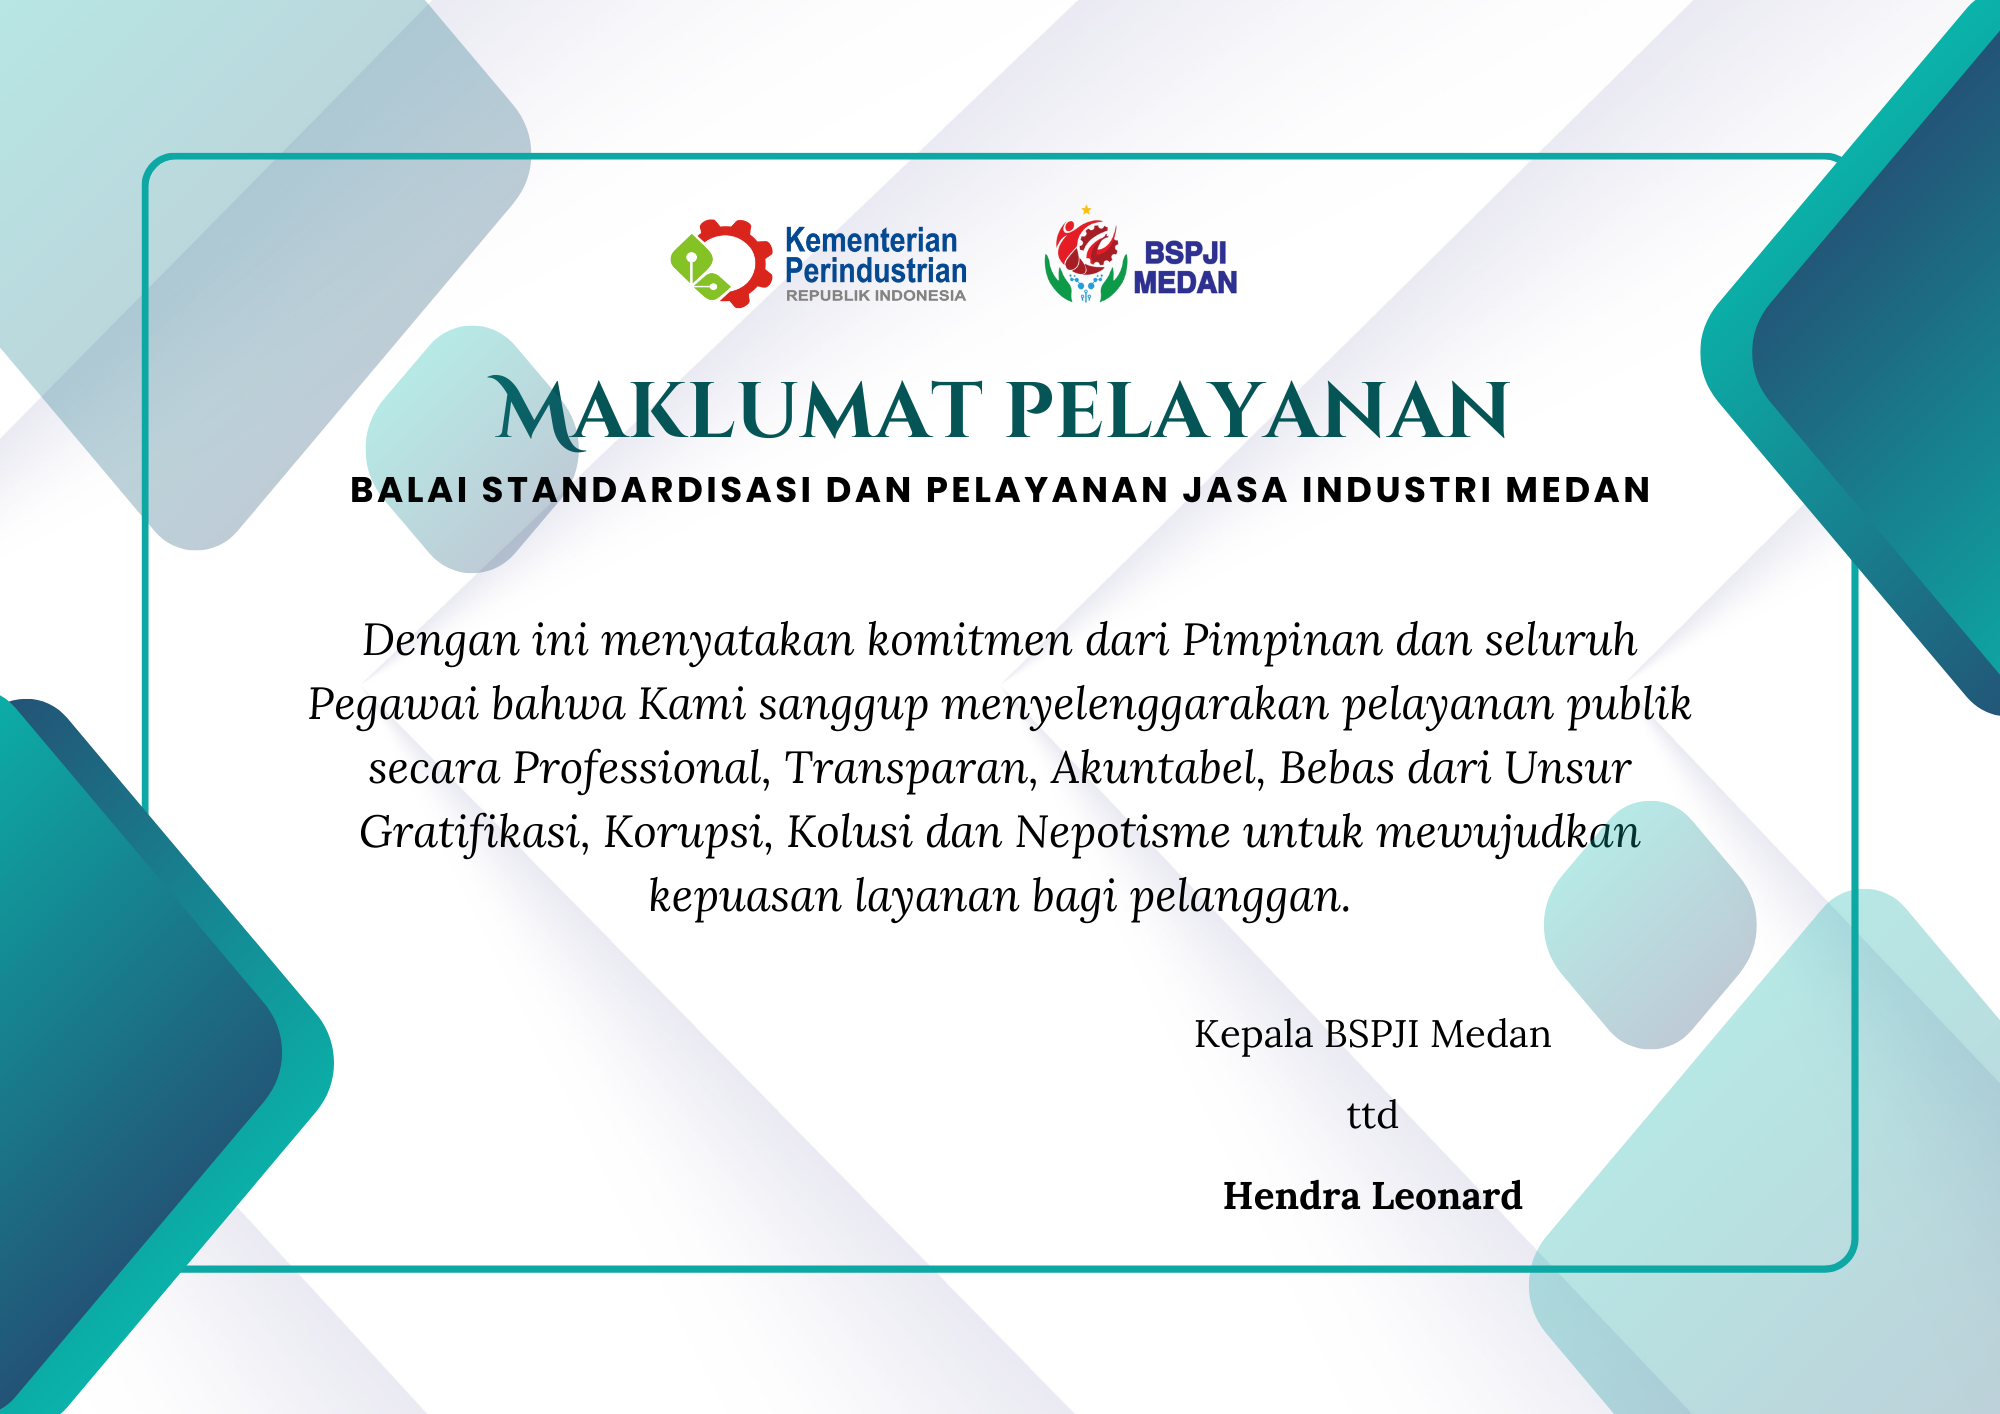 Kementerian
Perindustrian
REPUBLIK INDONESIA
BSPJI
MEDAN
MAKLUMAT PELAYANAN
BALAI STANDARDISASI DAN PELAYANAN JASA INDUSTRI MEDAN
Dengan ini menyatakan komitmen dari Pimpinan dan seluruh
Pegawai bahwa Kami sanggup menyelenggarakan pelayanan publik
secara Professional, Transparan, Akuntabel, Bebas dari Unsur
Gratifikasi, Korupsi, Kolusi dan Nepotisme untuk mewujudkan
kepuasan layanan bagi pelanggan.
Kepala BSPJI Medan
ttd
Hendra Leonard